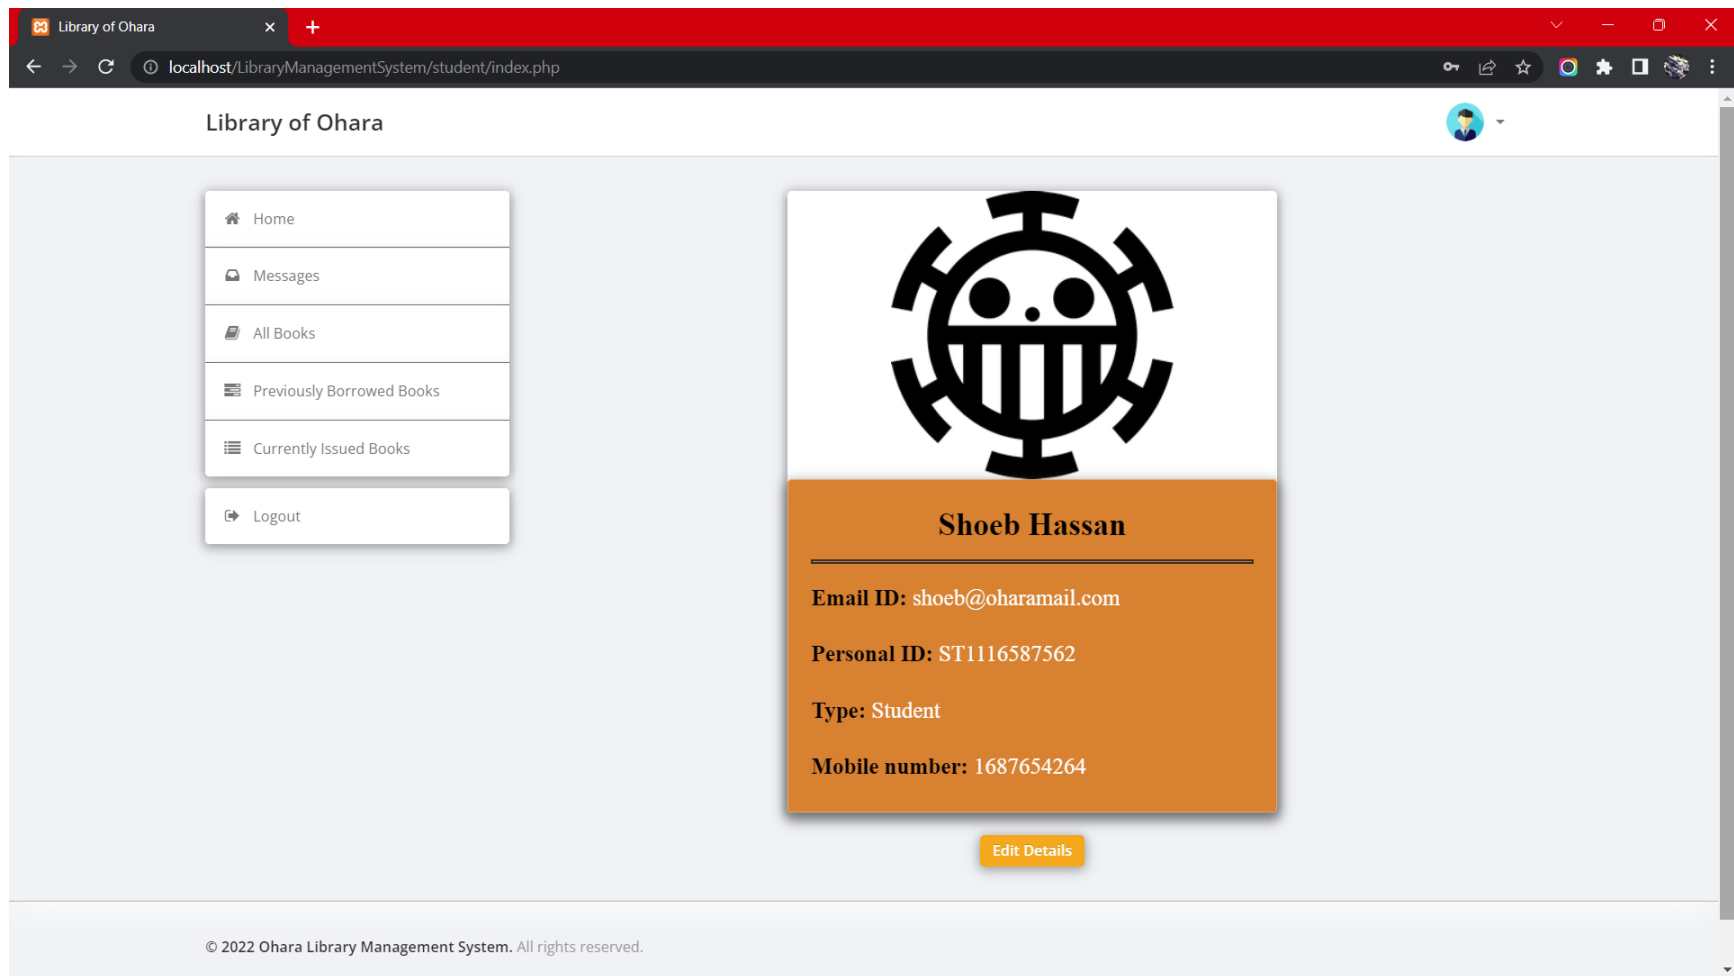 Library of Ohara
localhost/LibraryManagementSystem/student/index.php
Library of Ohara
Home
Messages
All Books
Previously Borrowed Books
Currently Issued Books
Logout
Shoeb Hassan
Email ID: shoeb@oharamail.com
Personal ID: ST1116587562
Type: Student
Mobile number: 1687654264
Edit Details
© 2022 Ohara Library Management System. All rights reserved.